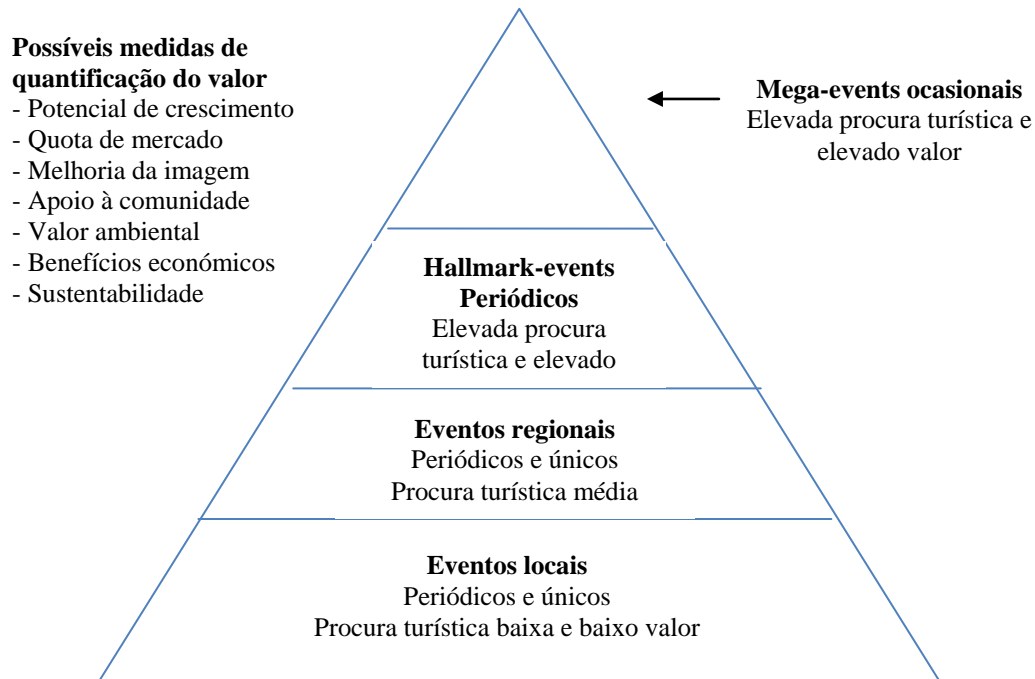 Possíveis medidas de
quantificação do valor
- Potencial de crescimento
- Quota de mercado
- Melhoria da imagem
- Apoio à comunidade
- Valor ambiental
- Benefícios económicos
- Sustentabilidade
Mega-events ocasionais
Elevada procura turística e
elevado valor
Hallmark-events
Periódicos
Elevada procura
turística e elevado
Eventos regionais
Periódicos e únicos
Procura turística média
Eventos locais
Periódicos e únicos
Procura turística baixa e baixo valor